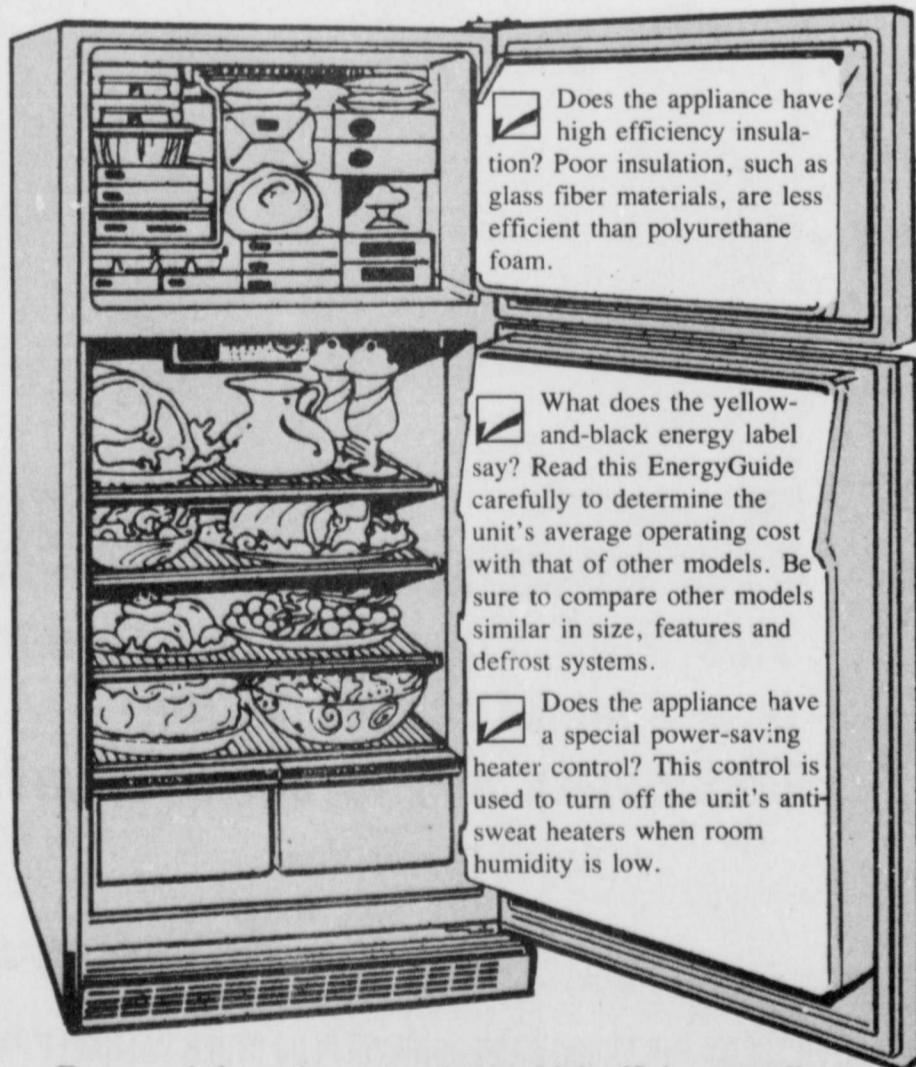 Does the appliance have
high efficiency insula-
tion? Poor insulation, such as
glass fiber materials, are less
efficient than polyurethane
foam.
What does the yellow-
and-black energy label
say? Read this EnergyGuide
carefully to determine the
unit's average operating cost
with that of other models. Be
sure to compare other models
similar in size, features and
defrost systems.
Does the appliance have
a special power-saving
heater control? This control is
used to turn off the unit's anti-
sweat heaters when room
humidity is low.